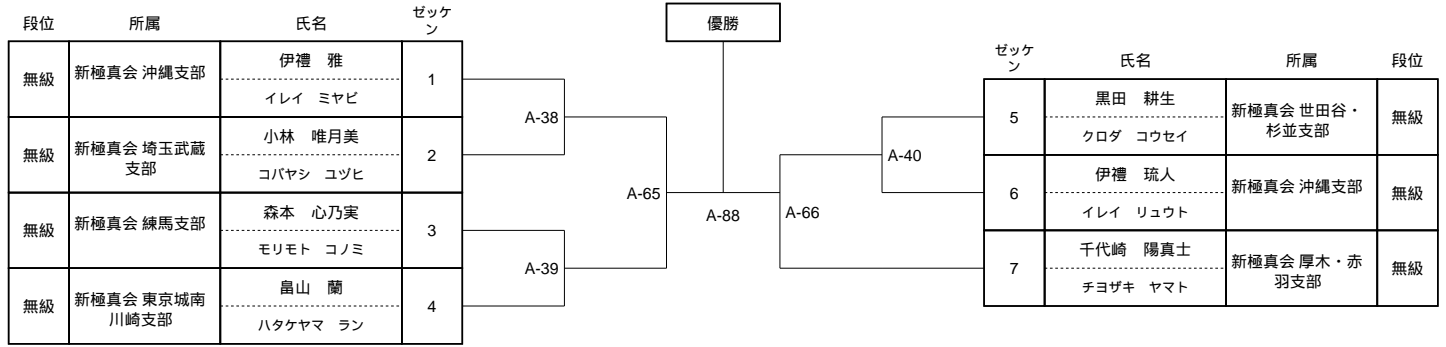 段位 所属 氏名 ゼッケ
ン
無級 新極真会 沖縄支部 伊禮 雅 1
イレイ ミヤビ
無級 新極真会 埼玉武蔵
支部 小林 唯月美 2
コバヤシ ユヅヒ
無級 新極真会 練馬支部 森本 心乃実 3
モリモト コノミ
無級 新極真会 東京城南
川崎支部 畠山 蘭 4
ハタケヤマ ラン
A-38
A-39
A-65
優勝
A-88
A-66
A-40
ゼッケ
ン 氏名 所属 段位
5 黒田 耕生 新極真会 世田谷・
杉並支部 無級
クロダ コウセイ
6 伊禮 琉人 新極真会 沖縄支部 無級
イレイ リュウト
7 千代崎 陽真士 新極真会 厚木・赤
羽支部 無級
チヨザキ ヤマト